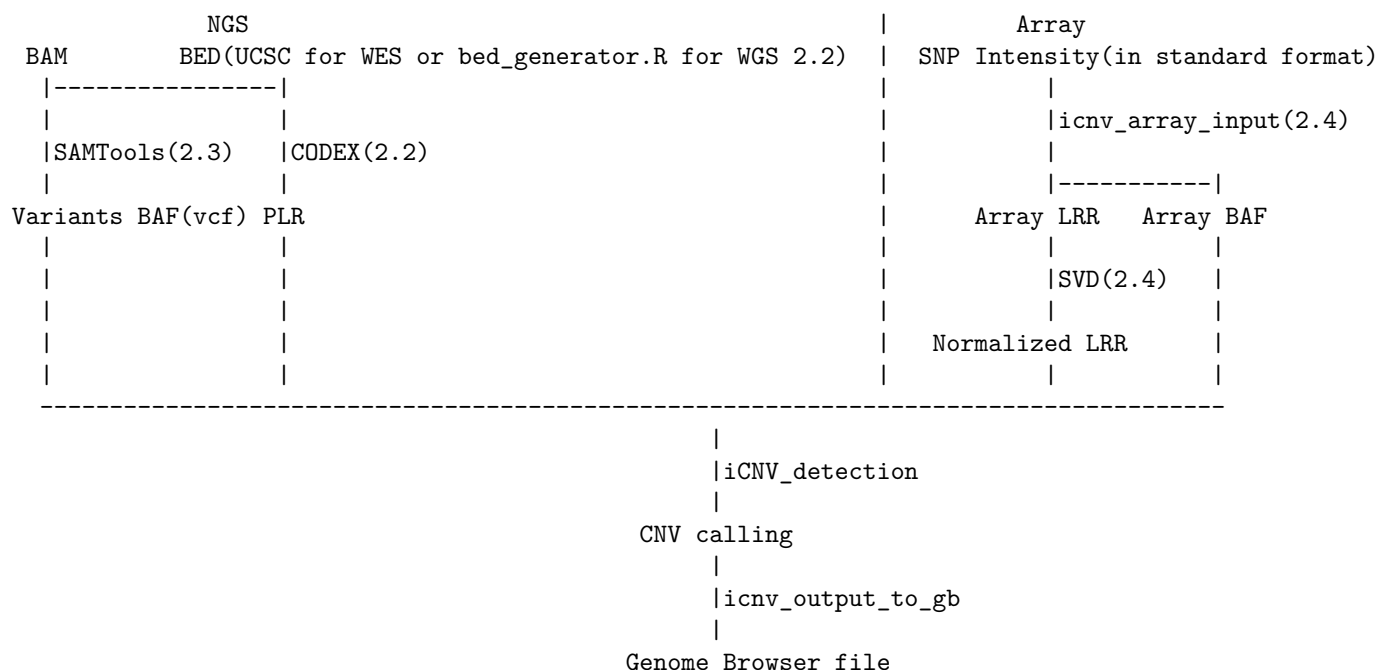 NGS | Array
BAM BED(UCSC for WES or bed_generator.R for WGS 2.2) | SNP Intensity(in standard format)
|----------------| | |
| | | |icnv_array_input(2.4)
|SAMTools(2.3) |CODEX(2.2) | |
| | | |-----------|
Variants BAF(vcf) PLR | Array LRR Array BAF
| | | | |
| | | |SVD(2.4) |
| | | | |
| | | Normalized LRR |
| | | | |
-------------------------------------------------------------------------------------
|
|iCNV_detection
|
CNV calling
|
|icnv_output_to_gb
|
Genome Browser file